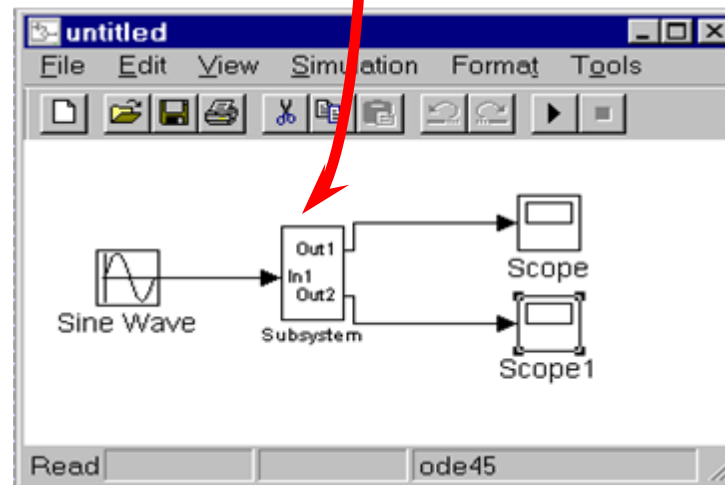 untitled
File Edit View Simulation Format Tools
Out1
In1
Out2
Scope
Sine Wave
Subsystem
Scope1
Read
ode45